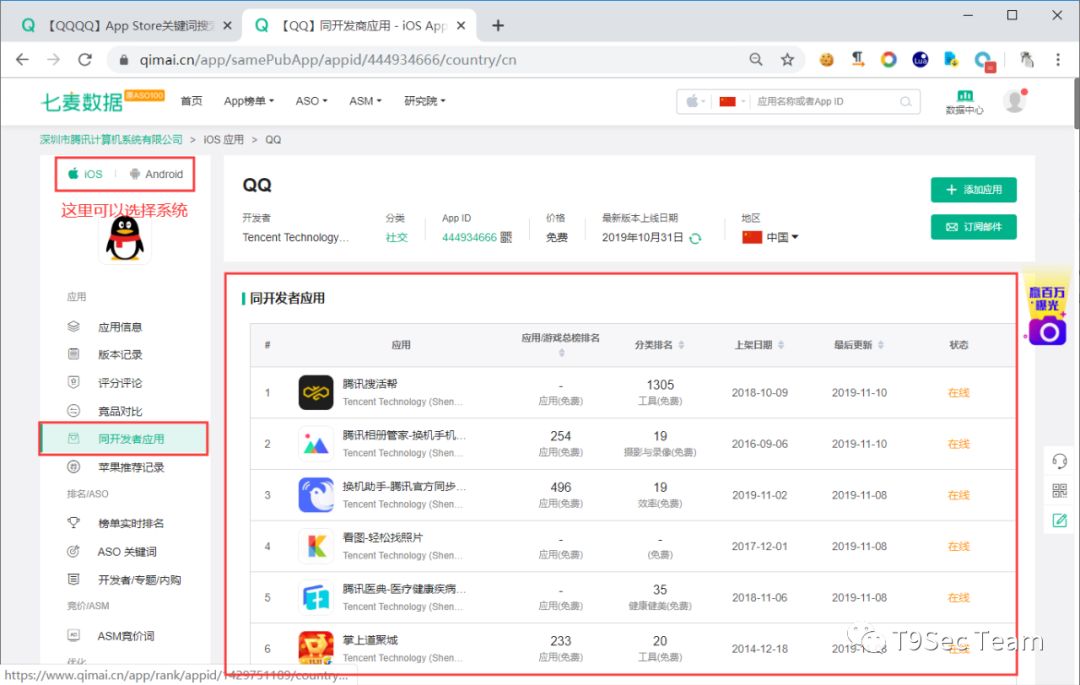 【QQQQ】App Store关键词搜
【QQ】同开发商应用 - iOS App
qimai.cn/app/samePubApp/appid/444934666/country/cn
七麦数据
首页 App榜单 ASO ASM 研究院
应用名称或者App ID
数据中心
深圳市腾讯计算机系统有限公司 > iOS 应用 > QQ
iOS Android
这里可以选择系统
QQ
添加应用
开发者 分类 App ID 价格 最新版本上线日期 地区
Tencent Technology... 社交 444934666 免费 2019年10月31日 中国
订阅邮件
赢百万
曝光
应用
应用信息
版本记录
评分评论
竞品对比
同开发者应用
苹果推荐记录
排名/ASO
榜单实时排名
ASO 关键词
开发者/专题/内购
竞价/ASM
ASM竞价词
优化
同开发者应用
# 应用 应用/游戏总榜排名 分类排名 上架日期 最后更新 状态
1 腾讯搜活帮 - 1305 2018-10-09 2019-11-10 在线
Tencent Technology (Shen... 应用(免费) 工具(免费)
2 腾讯相册管家-换机手机... 254 19 2016-09-06 2019-11-10 在线
Tencent Technology (Shen... 应用(免费) 摄影与录像(免费)
3 换机助手-腾讯官方同步... 496 19 2019-11-02 2019-11-08 在线
Tencent Technology (Shen... 应用(免费) 效率(免费)
4 看图-轻松找照片 - - 2017-12-01 2019-11-08 在线
Tencent Technology (Shen... 应用(免费) (免费)
5 腾讯医典-医疗健康疾病... - 35 2018-11-06 2019-11-08 在线
Tencent Technology (Shen... 应用(免费) 健康健美(免费)
6 掌上道聚城 233 20 2014-12-18 在线
Tencent Technology (Shen... 应用(免费) 工具(免费)
T9Sec Team
https://www.qimai.cn/app/rank/appid/1429751189/country...